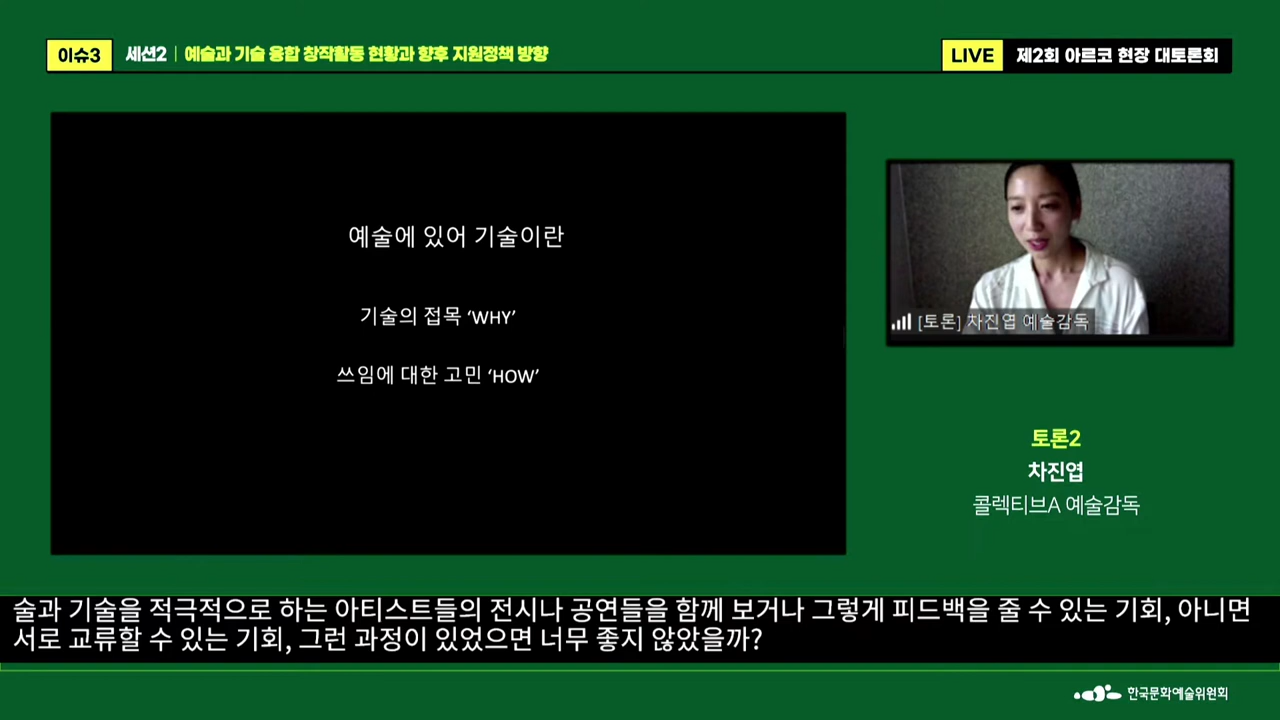 이슈3
세션2 | 예술과 기술 융합 창작활동 현황과 향후 지원정책 방향
LIVE 제2회 아르코 현장 대토론회
예술에 있어 기술이란
기술의 접목 ‘WHY’
쓰임에 대한 고민 ‘HOW’
[토론] 차진엽 예술감독
토론2
차진엽
콜렉티브A 예술감독
술과 기술을 적극적으로 하는 아티스트들의 전시나 공연들을 함께 보거나 그렇게 피드백을 줄 수 있는 기회, 아니면
서로 교류할 수 있는 기회, 그런 과정이 있었으면 너무 좋지 않았을까?
한국문화예술위원회